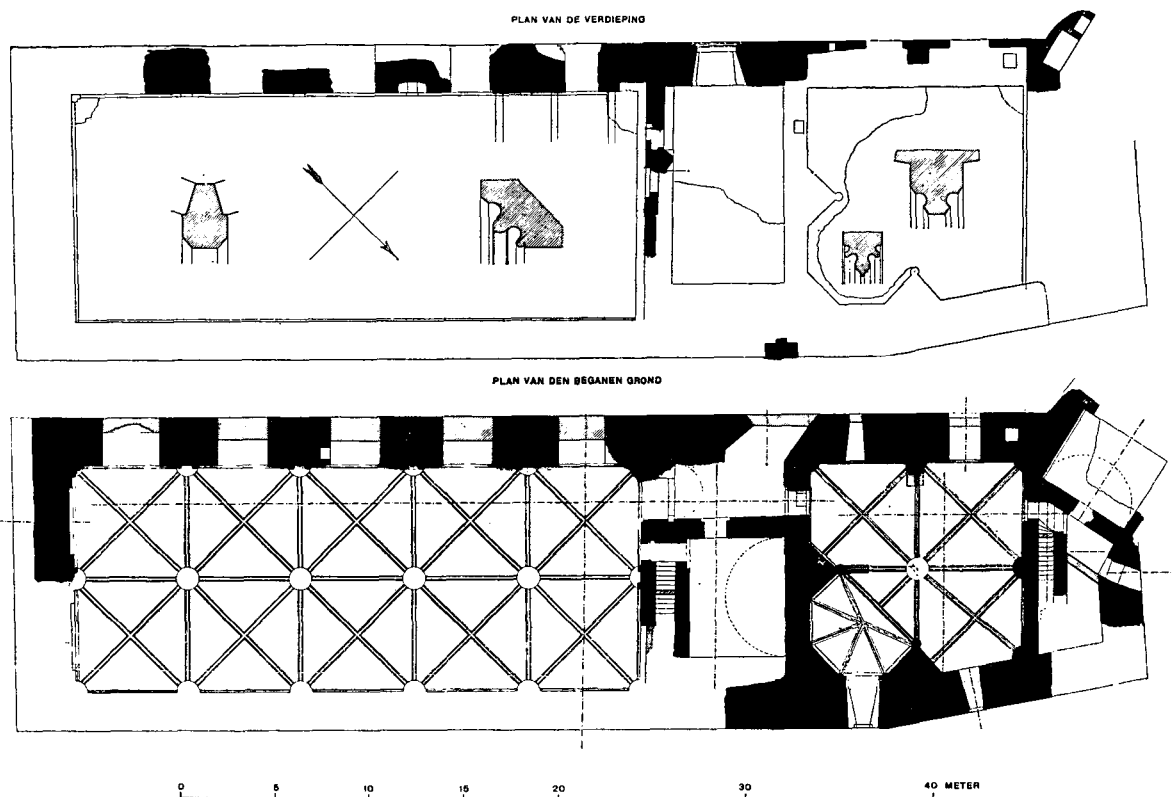 PLAN VAN DE VERDIEPING
PLAN VAN DEN BEGANEN GROND
0 5 10 15 20 30 40 METER